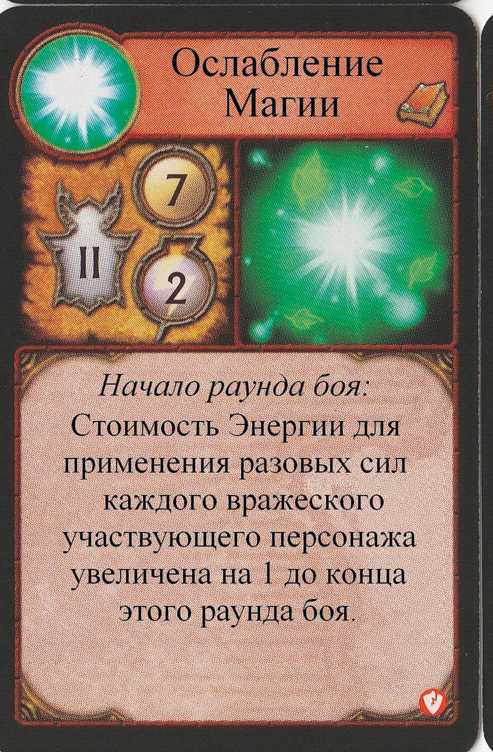 Ослабление
Магии
7
II
2
Начало раунда боя:
Стоимость Энергии для
применения разовых сил
каждого вражеского
участвующего персонажа
увеличена на 1 до конца
этого раунда боя.